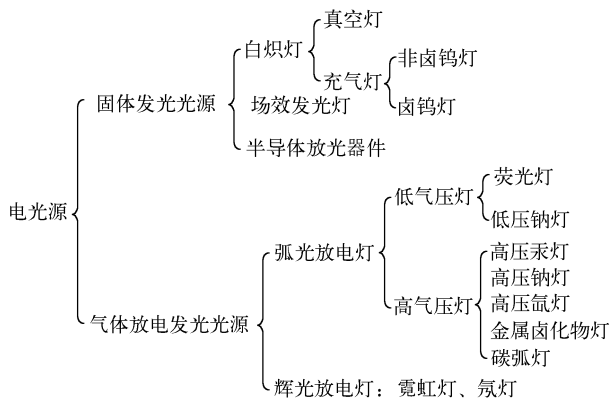 电光源
固体发光光源
白炽灯
真空灯
充气灯
非卤钨灯
卤钨灯
场效发光灯
半导体放光器件
气体放电发光光源
弧光放电灯
低气压灯
荧光灯
低压钠灯
高气压灯
高压汞灯
高压钠灯
高压氙灯
金属卤化物灯
碳弧灯
辉光放电灯：霓虹灯、氖灯